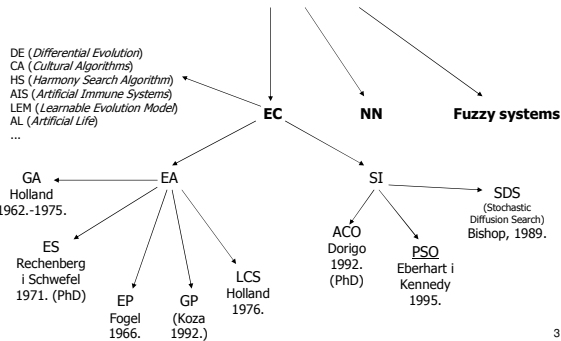 DE (Differential Evolution)
CA (Cultural Algorithms)
HS (Harmony Search Algorithm)
AIS (Artificial Immune Systems)
LEM (Learnable Evolution Model)
AL (Artificial Life)
...
EC
NN
Fuzzy systems
GA
Holland
1962.-1975.
EA
SI
SDS
(Stochastic
Diffusion Search)
Bishop, 1989.
ES
Rechenberg
i Schwefel
1971. (PhD)
EP
Fogel
1966.
GP
(Koza
1992.)
LCS
Holland
1976.
ACO
Dorigo
1992.
(PhD)
PSO
Eberhart i
Kennedy
1995.
3